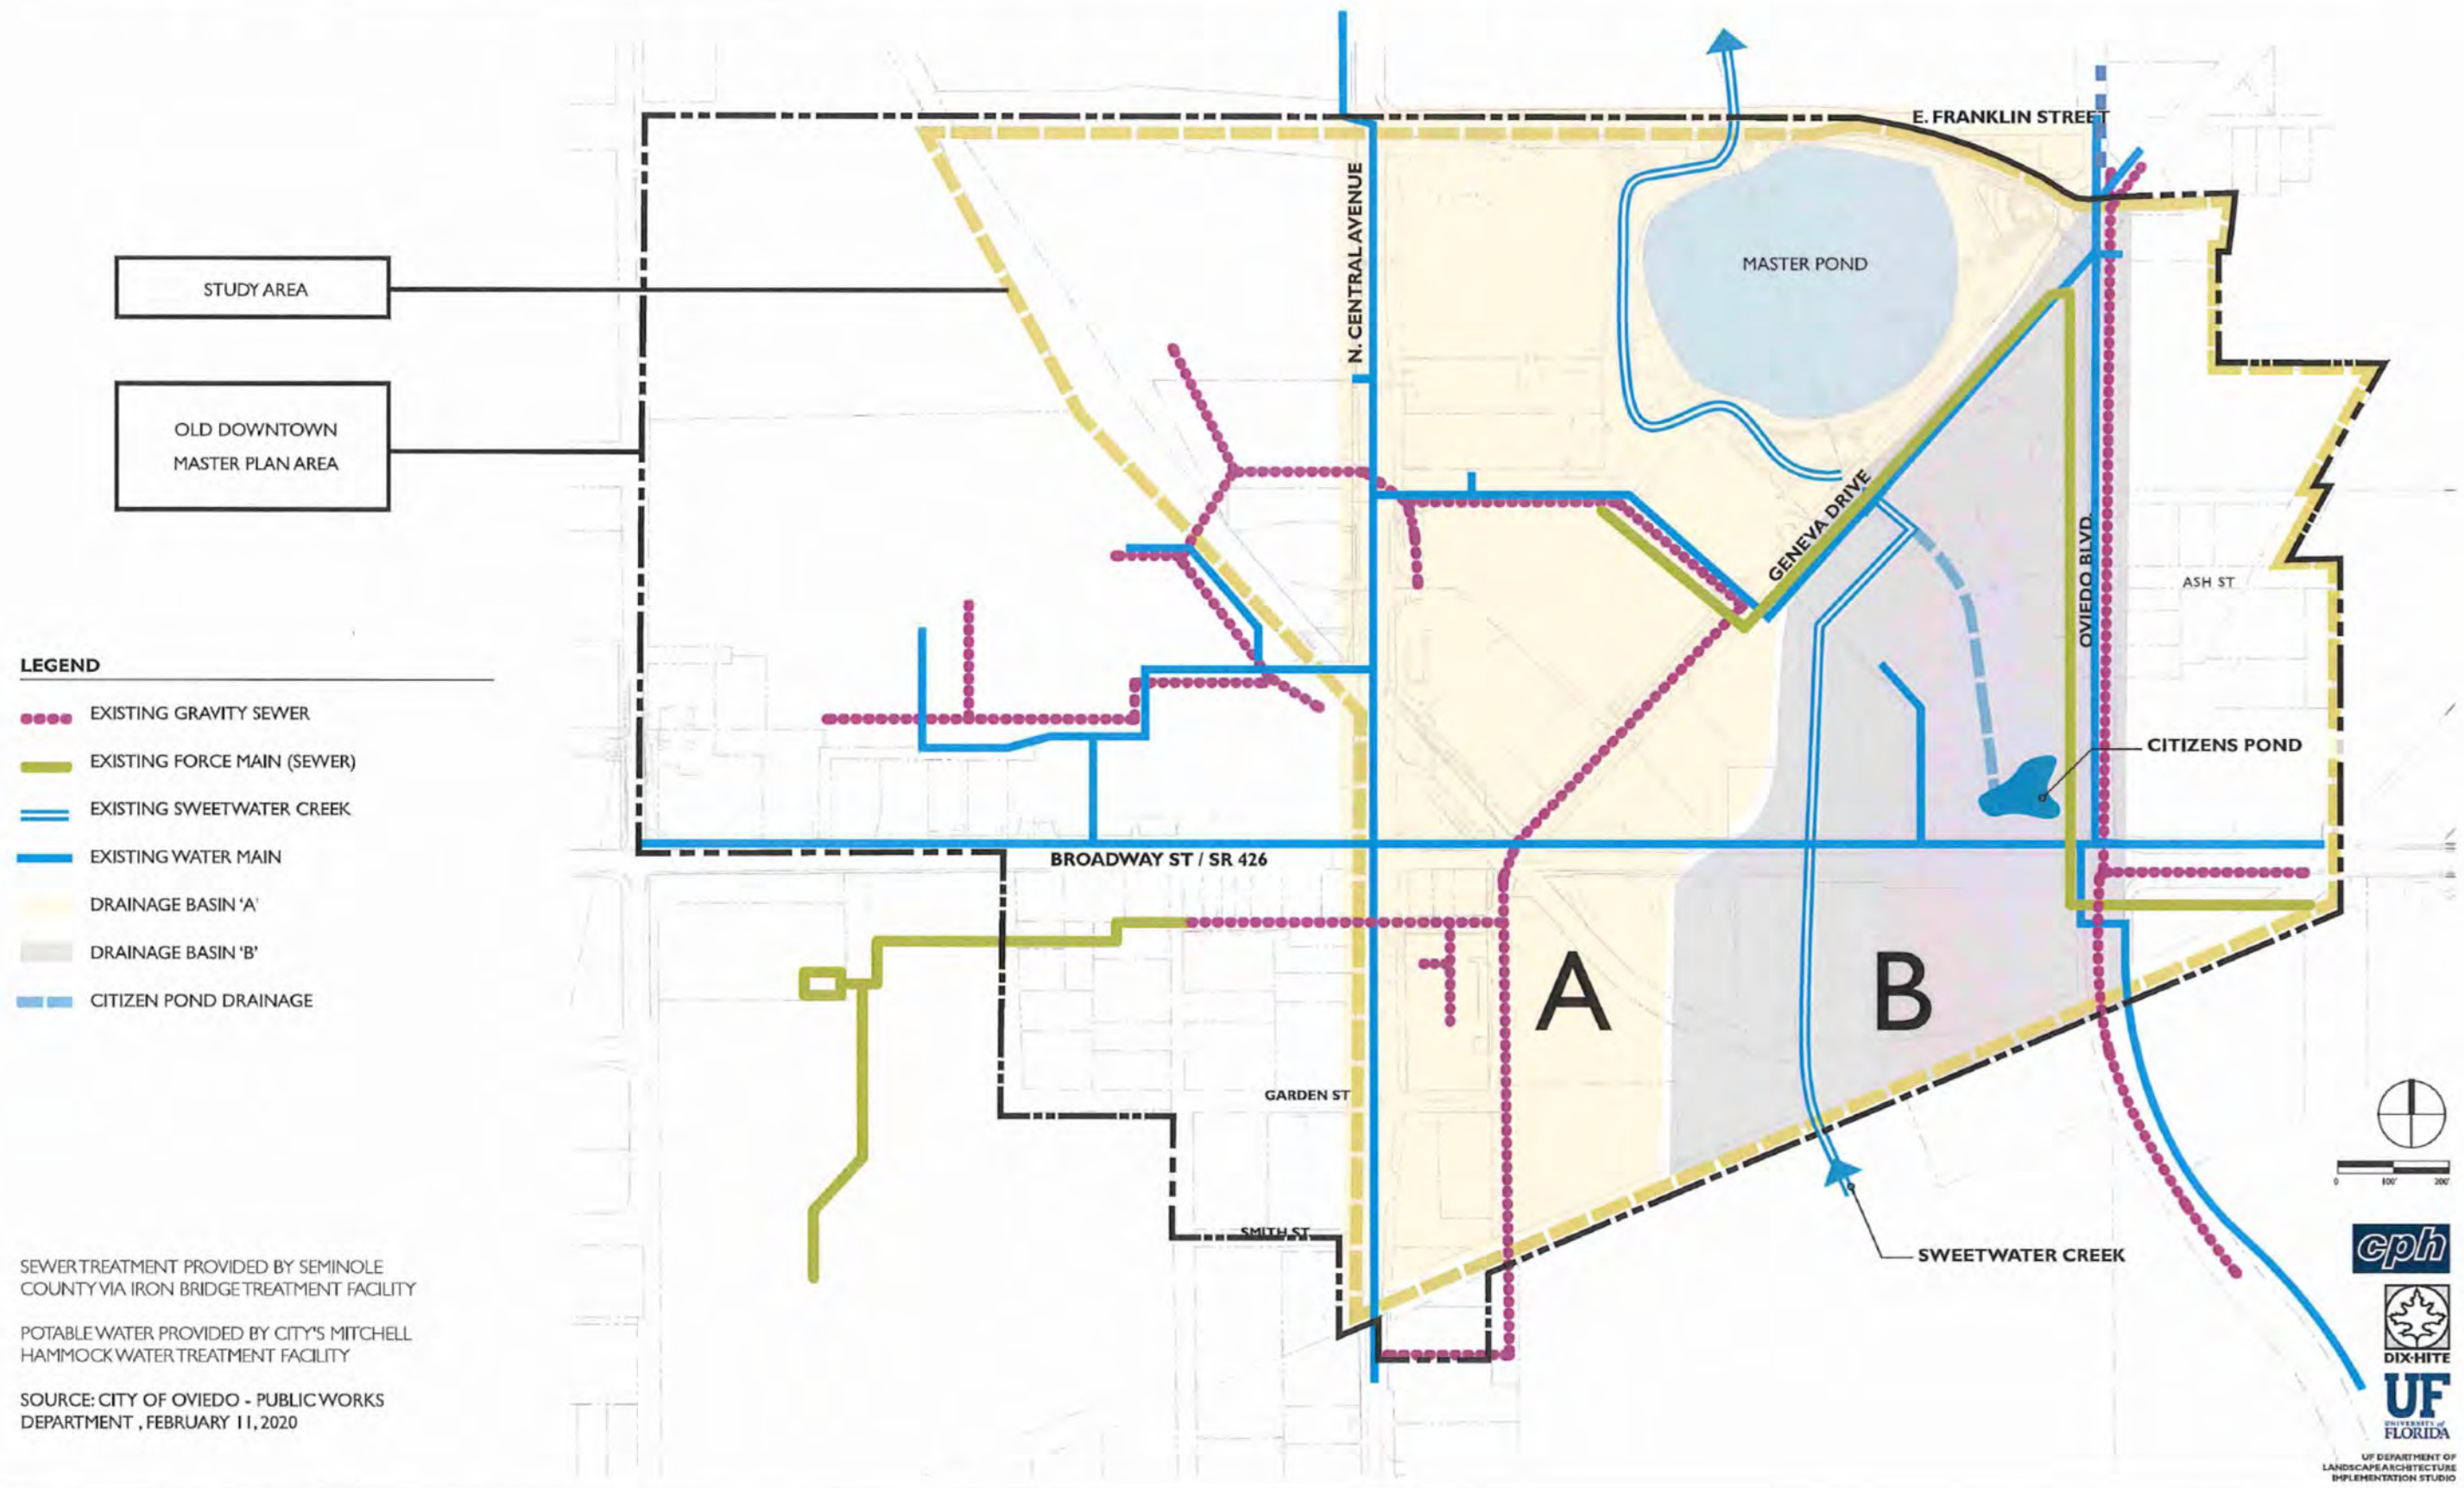 E. FRANKLIN STREET
N. CENTRAL AVENUE
MASTER POND
STUDY AREA
OLD DOWNTOWN
MASTER PLAN AREA
GENEVA DRIVE
OVIEDO BLVD.
ASH ST
CITIZENS POND
LEGEND
EXISTING GRAVITY SEWER
EXISTING FORCE MAIN (SEWER)
EXISTING SWEETWATER CREEK
EXISTING WATER MAIN
DRAINAGE BASIN 'A'
DRAINAGE BASIN 'B'
CITIZEN POND DRAINAGE
BROADWAY ST / SR 426
A
B
GARDEN ST
SMITH ST
SWEETWATER CREEK
0 100' 200'
SEWER TREATMENT PROVIDED BY SEMINOLE
COUNTY VIA IRON BRIDGE TREATMENT FACILITY
POTABLE WATER PROVIDED BY CITY'S MITCHELL
HAMMOCK WATER TREATMENT FACILITY
SOURCE: CITY OF OVIEDO - PUBLIC WORKS
DEPARTMENT , FEBRUARY 11, 2020
cph
DIX·HITE
UF
UNIVERSITY of
FLORIDA
UF DEPARTMENT OF
LANDSCAPE ARCHITECTURE
IMPLEMENTATION STUDIO